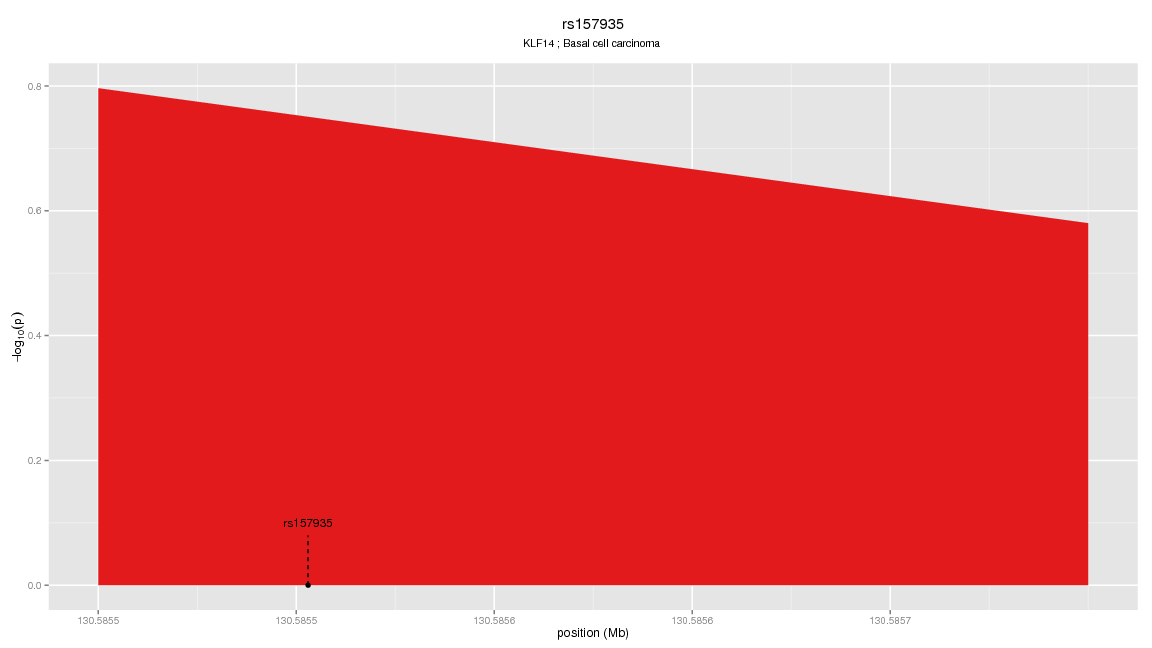 rs157935
KLF14 ; Basal cell carcinoma
−log10(p)
0.8
0.6
0.4
0.2
0.0
rs157935
130.5855 130.5855 130.5856 130.5856 130.5857
position (Mb)